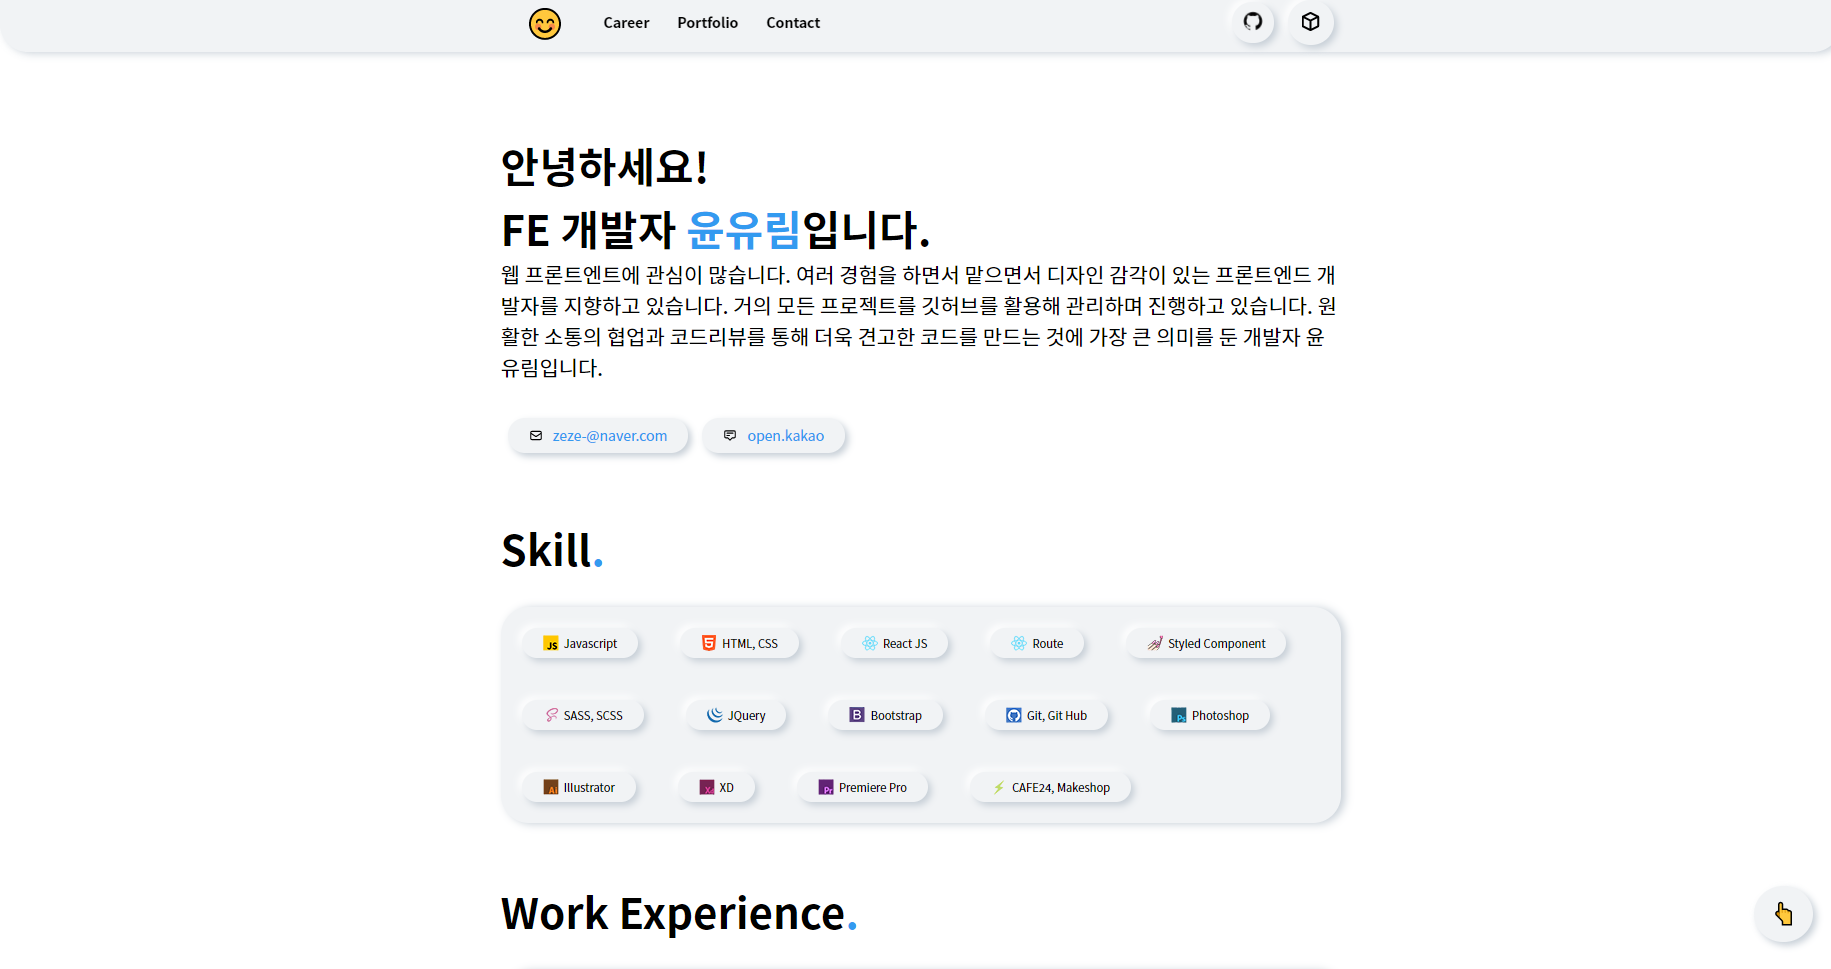 Career Portfolio Contact
안녕하세요!
FE 개발자 윤유림입니다.
웹 프론트엔트에 관심이 많습니다. 여러 경험을 하면서 맡으면서 디자인 감각이 있는 프론트엔드 개
발자를 지향하고 있습니다. 거의 모든 프로젝트를 깃허브를 활용해 관리하며 진행하고 있습니다. 원
활한 소통의 협업과 코드리뷰를 통해 더욱 견고한 코드를 만드는 것에 가장 큰 의미를 둔 개발자 윤
유림입니다.
zeze-@naver.com open.kakao
Skill.
JS Javascript 5 HTML, CSS React JS Route Styled Component
SASS, SCSS JQuery B Bootstrap Git, Git Hub Ps Photoshop
AI Illustrator Xd XD Pr Premiere Pro CAFE24, Makeshop
Work Experience.